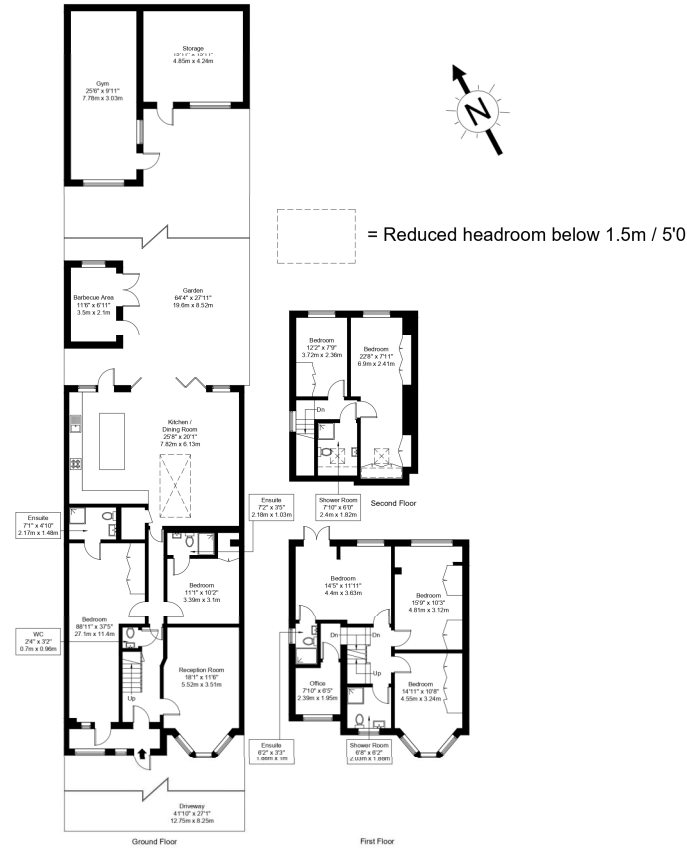 Storage
4.85m x 4.24m
Gym
25'6" x 9'11"
7.78m x 3.03m
N
= Reduced headroom below 1.5m / 5'0
Garden
64'4" x 27'11"
19.6m x 8.52m
Barbecue Area
11'6" x 6'11"
3.5m x 2.1m
Bedroom
12'2" x 7'9"
3.72m x 2.36m
Bedroom
22'8" x 7'11"
6.9m x 2.41m
Dn
Kitchen /
Dining Room
25'8" x 20'1"
7.82m x 6.13m
Ensuite
7'2" x 3'5"
2.18m x 1.03m
Shower Room
7'10" x 6'0"
2.4m x 1.82m
Second Floor
Ensuite
7'1" x 4'10"
2.17m x 1.48m
Bedroom
11'1" x 10'2"
3.39m x 3.1m
Bedroom
88'11" x 37'5"
27.1m x 11.4m
WC
2'4" x 3'2"
0.7m x 0.96m
Reception Room
18'1" x 11'6"
5.52m x 3.51m
Up
Bedroom
14'5" x 11'11"
4.4m x 3.63m
Bedroom
15'9" x 10'3"
4.81m x 3.12m
Dn
Dn
Up
Office
7'10" x 6'5"
2.39m x 1.95m
Bedroom
14'11" x 10'8"
4.55m x 3.24m
Ensuite
6'2" x 3'3"
1.88m x 1m
Shower Room
6'8" x 6'2"
2.03m x 1.88m
Driveway
41'10" x 27'1"
12.75m x 8.25m
Ground Floor
First Floor